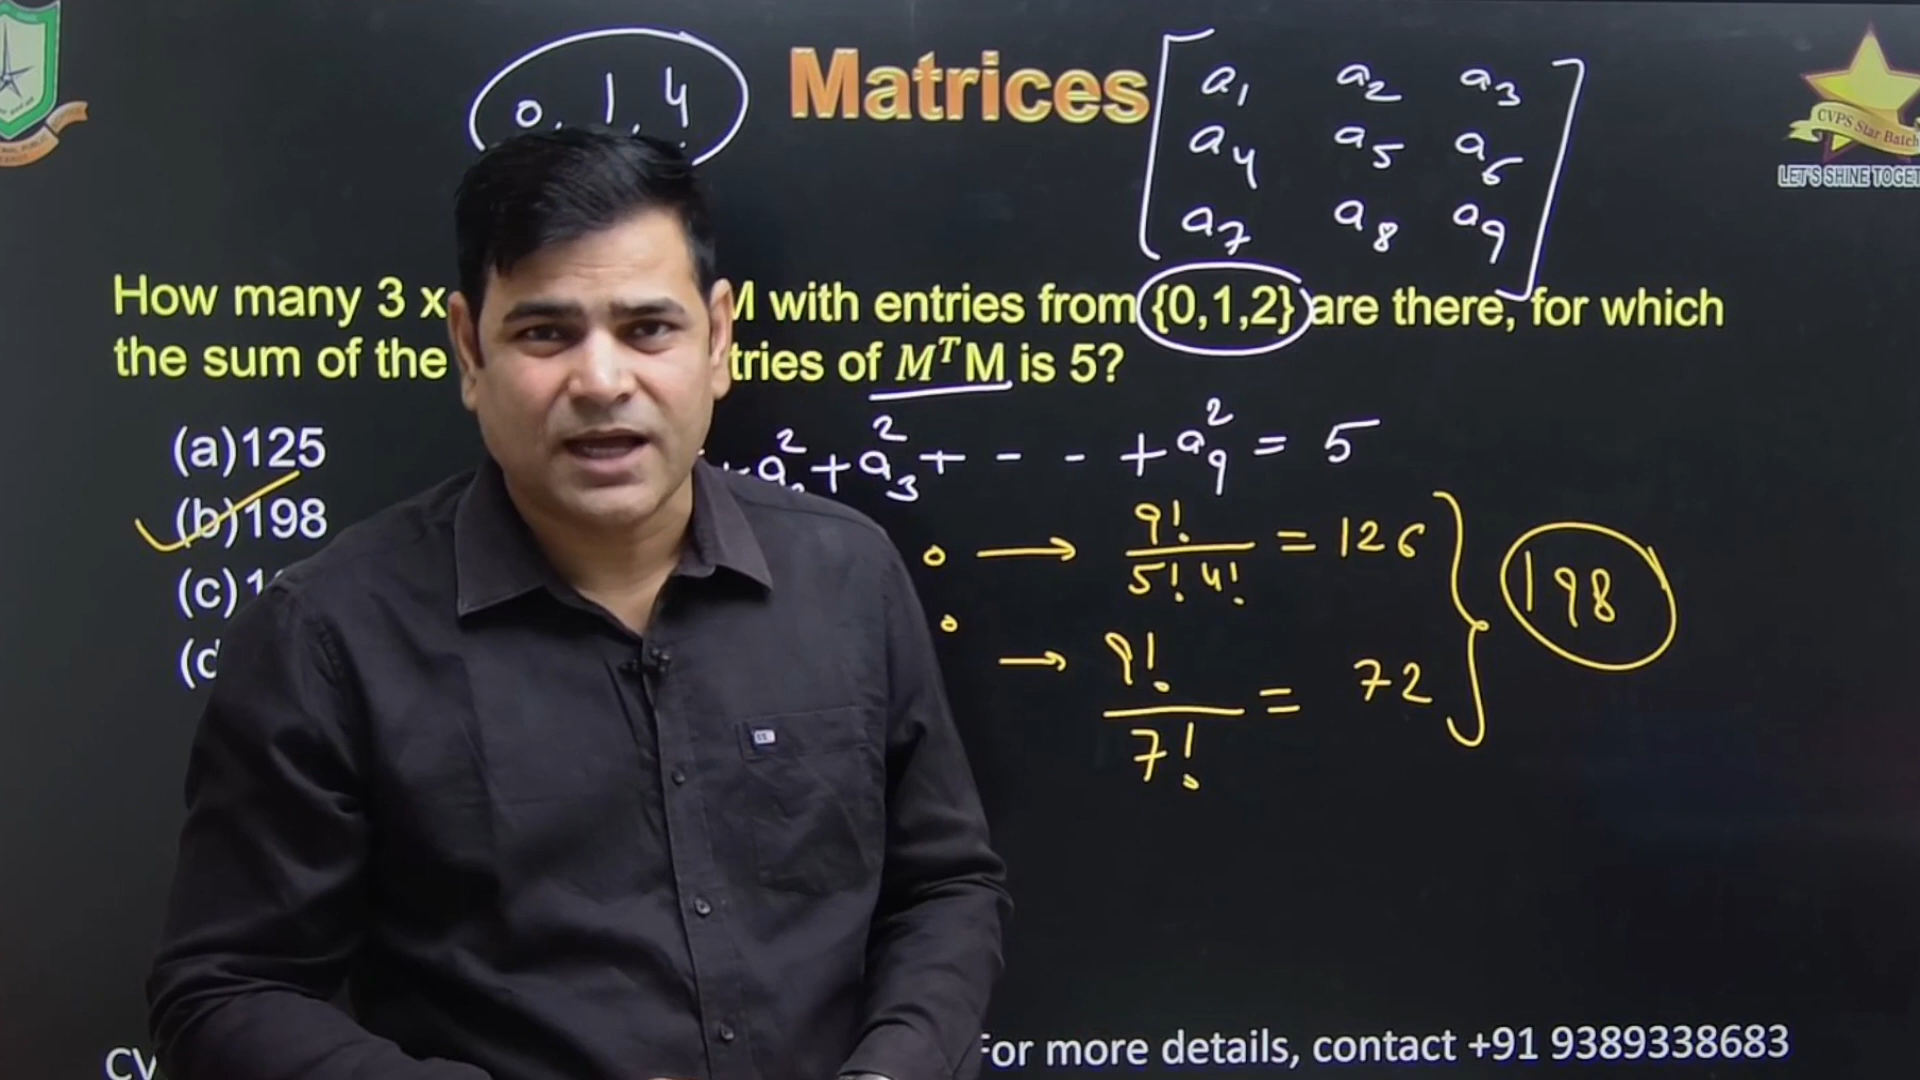 0, 1, 4
Matrices
a₁ a₂ a₃
a₄ a₅ a₆
a₇ a₈ a₉
CVPS Star Batch
LET'S SHINE TOGET
How many 3 x M with entries from {0,1,2} are there, for which
the sum of the tries of MᵀM is 5?
(a)125
(b)198
(c)1
(d
+ a₃² + - - + a₉² = 5
0 → 9!/5! 4! = 126
0 → 9!/7! = 72
198
CV For more details, contact +91 9389338683